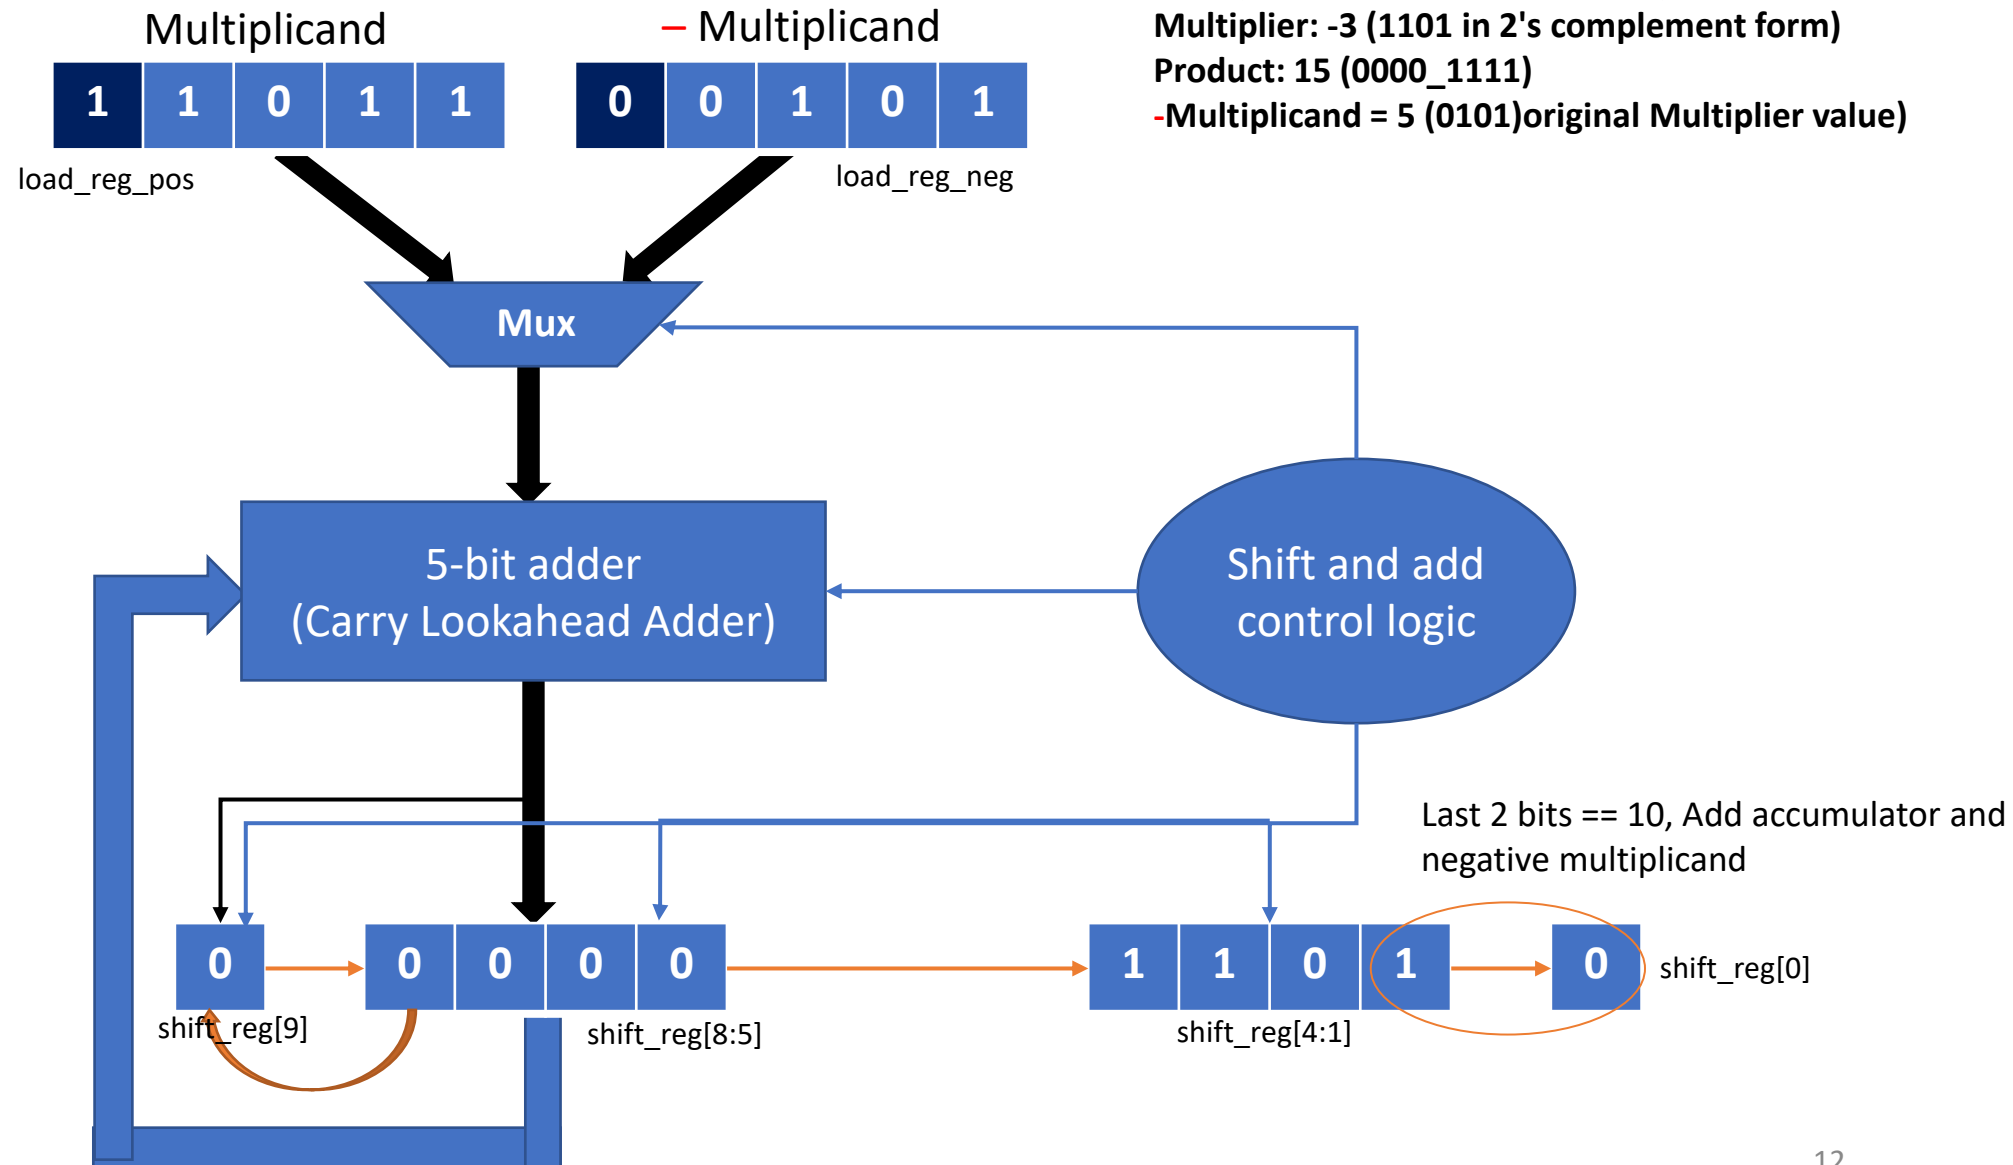 Multiplicand
– Multiplicand
Multiplier: -3 (1101 in 2's complement form)
Product: 15 (0000_1111)
-Multiplicand = 5 (0101)original Multiplier value)
1 1 0 1 1
0 0 1 0 1
load_reg_pos
load_reg_neg
Mux
5-bit adder
(Carry Lookahead Adder)
Shift and add
control logic
Last 2 bits == 10, Add accumulator and
negative multiplicand
0
0 0 0 0
1 1 0 1
0
shift_reg[0]
shift_reg[9]
shift_reg[8:5]
shift_reg[4:1]
12